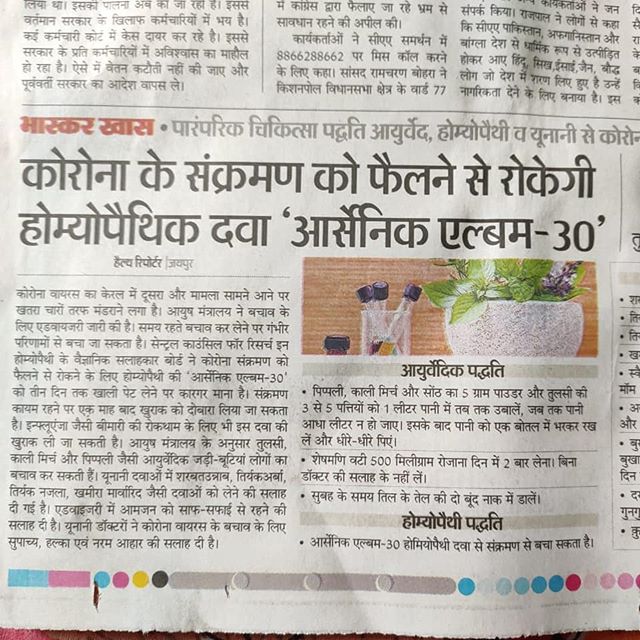 लिया था। इसकी पालना अब की जा रही है। इससे
वर्तमान सरकार के खिलाफ कर्मचारियों में भय है।
कई कर्मचारी कोर्ट में केस दायर कर रहे है। इससे
सरकार के प्रति कर्मचारियों में अविश्वास का माहौल
हो रहा है। ऐसे में वेतन कटौती नहीं की जाए और
पूर्ववर्ती सरकार का आदेश वापस ले।
में कांग्रेस द्वारा फैलाए जा रहे भ्रम से
सावधान रहने की अपील की।
कार्यकर्ताओं ने सीएए समर्थन में
8866288662 पर मिस कॉल करने
के लिए कहा। सांसद रामचरण बोहरा ने
किशनपोल विधानसभा क्षेत्र के वार्ड 77
संपर्क किया। राजपाल ने लोगों से कहा
कि सीएए पाकिस्तान, अफगानिस्तान और
बांग्ला देश से धार्मिक रूप से उत्पीड़ित
होकर आए हिंदू, सिख, ईसाई, जैन, बौद्ध
लोग जो देश में शरण लिए हुए है उन्हें
नागरिकता देने के लिए बनाया है। इस
भास्कर खास • पारंपरिक चिकित्सा पद्धति आयुर्वेद, होम्योपैथी व यूनानी से
कोरोना के संक्रमण को फैलने से रोकेगी
होम्योपैथिक दवा ‘आर्सेनिक एल्बम-30’
हैल्थ रिपोर्टर | जयपुर
कोरोना वायरस का केरल में दूसरा और मामला सामने आने पर
खतरा चारों तरफ मंडराने लगा है। आयुष मंत्रालय ने बचाव के
लिए एडवायजरी जारी की है। समय रहते बचाव कर लेने पर गंभीर
परिणामों से बचा जा सकता है। सेन्ट्रल काउंसिल फॉर रिसर्च इन
होम्योपैथी के वैज्ञानिक सलाहकार बोर्ड ने कोरोना संक्रमण को
फैलने से रोकने के लिए होम्योपैथी की ‘आर्सेनिक एल्बम-30’
को तीन दिन तक खाली पेट लेने पर कारगर माना है। संक्रमण
कायम रहने पर एक माह बाद खुराक को दोबारा लिया जा सकता
है। इन्फ्लूएंजा जैसी बीमारी की रोकथाम के लिए भी इस दवा की
खुराक ली जा सकती है। आयुष मंत्रालय के अनुसार तुलसी,
काली मिर्च और पिप्पली जैसी आयुर्वेदिक जड़ी-बूटियां लोगों का
बचाव कर सकती हैं। यूनानी दवाओं में शरबतउन्नाब, तिर्यकअर्बा,
तिर्यक नजला, खमीरा मार्वारिद जैसी दवाओं को लेने की सलाह
दी गई है। एडवाइजरी में आमजन को साफ-सफाई से रहने की
सलाह दी है। यूनानी डॉक्टरों ने कोरोना वायरस के बचाव के लिए
सुपाच्य, हल्का एवं नरम आहार की सलाह दी है।
आयुर्वेदिक पद्धति
• पिप्पली, काली मिर्च और सोंठ का 5 ग्राम पाउडर और तुलसी की
3 से 5 पत्तियों को 1 लीटर पानी में तब तक उबालें, जब तक पानी
आधा लीटर न हो जाए। इसके बाद पानी को एक बोतल में भरकर रख
लें और धीरे-धीरे पिएं।
• शेषमणि वटी 500 मिलीग्राम रोजाना दिन में 2 बार लेना। बिना
डॉक्टर की सलाह के नहीं लें।
• सुबह के समय तिल के तेल की दो बूंद नाक में डालें।
होम्योपैथी पद्धति
• आर्सेनिक एल्बम-30 होमियोपैथी दवा से संक्रमण से बचा सकता है।